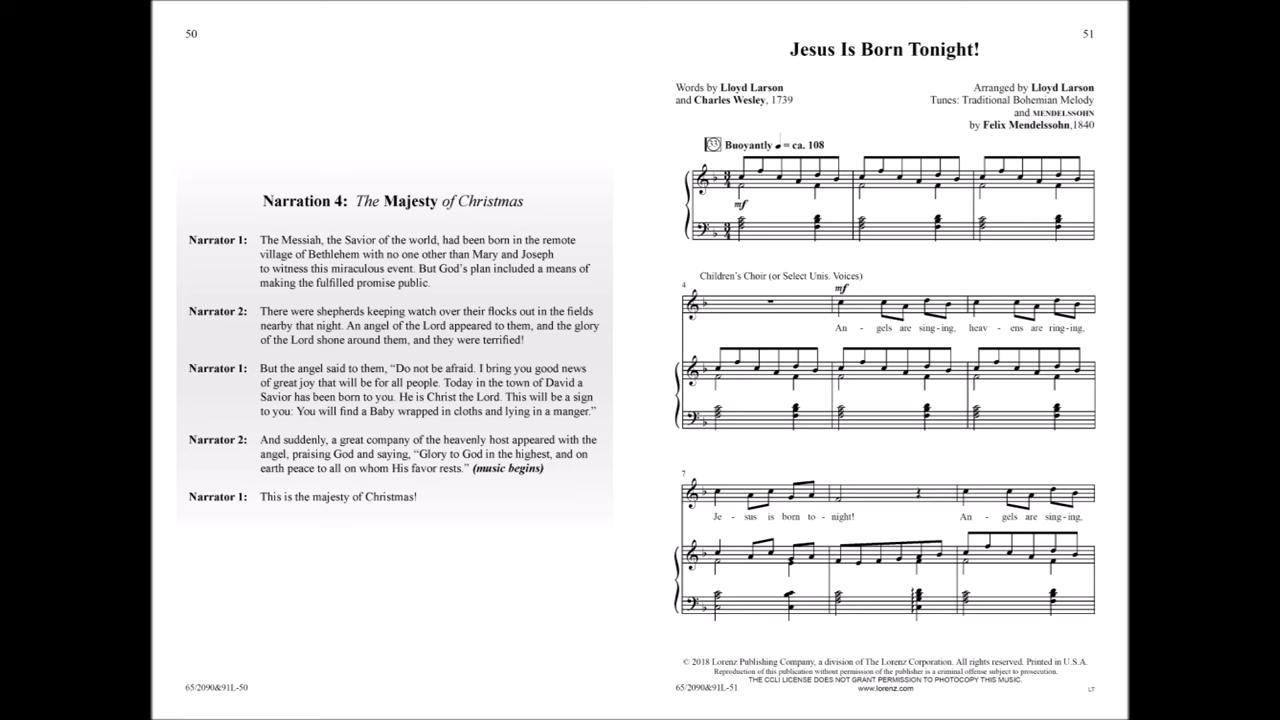 50
Narration 4: The Majesty of Christmas
Narrator 1: The Messiah, the Savior of the world, had been born in the remote
village of Bethlehem with no one other than Mary and Joseph
to witness this miraculous event. But God's plan included a means of
making the fulfilled promise public.
Narrator 2: There were shepherds keeping watch over their flocks out in the fields
nearby that night. An angel of the Lord appeared to them, and the glory
of the Lord shone around them, and they were terrified!
Narrator 1: But the angel said to them, “Do not be afraid. I bring you good news
of great joy that will be for all people. Today in the town of David a
Savior has been born to you. He is Christ the Lord. This will be a sign
to you: You will find a Baby wrapped in cloths and lying in a manger.”
Narrator 2: And suddenly, a great company of the heavenly host appeared with the
angel, praising God and saying, “Glory to God in the highest, and on
earth peace to all on whom His favor rests.” (music begins)
Narrator 1: This is the majesty of Christmas!
65/2090&91L-50
51
Jesus Is Born Tonight!
Words by Lloyd Larson
and Charles Wesley, 1739
Arranged by Lloyd Larson
Tunes: Traditional Bohemian Melody
and MENDELSSOHN
by Felix Mendelssohn,1840
53 Buoyantly ♩ = ca. 108
mf
Children's Choir (or Select Unis. Voices)
4
mf
An - gels are sing-ing, heav - ens are ring-ing,
7
Je - sus is born to - night! An - gels are sing-ing,
© 2018 Lorenz Publishing Company, a division of The Lorenz Corporation. All rights reserved. Printed in U.S.A.
Reproduction of this publication without permission of the publisher is a criminal offense subject to prosecution.
THE CCLI LICENSE DOES NOT GRANT PERMISSION TO PHOTOCOPY THIS MUSIC.
65/2090&91L-51 www.lorenz.com LT